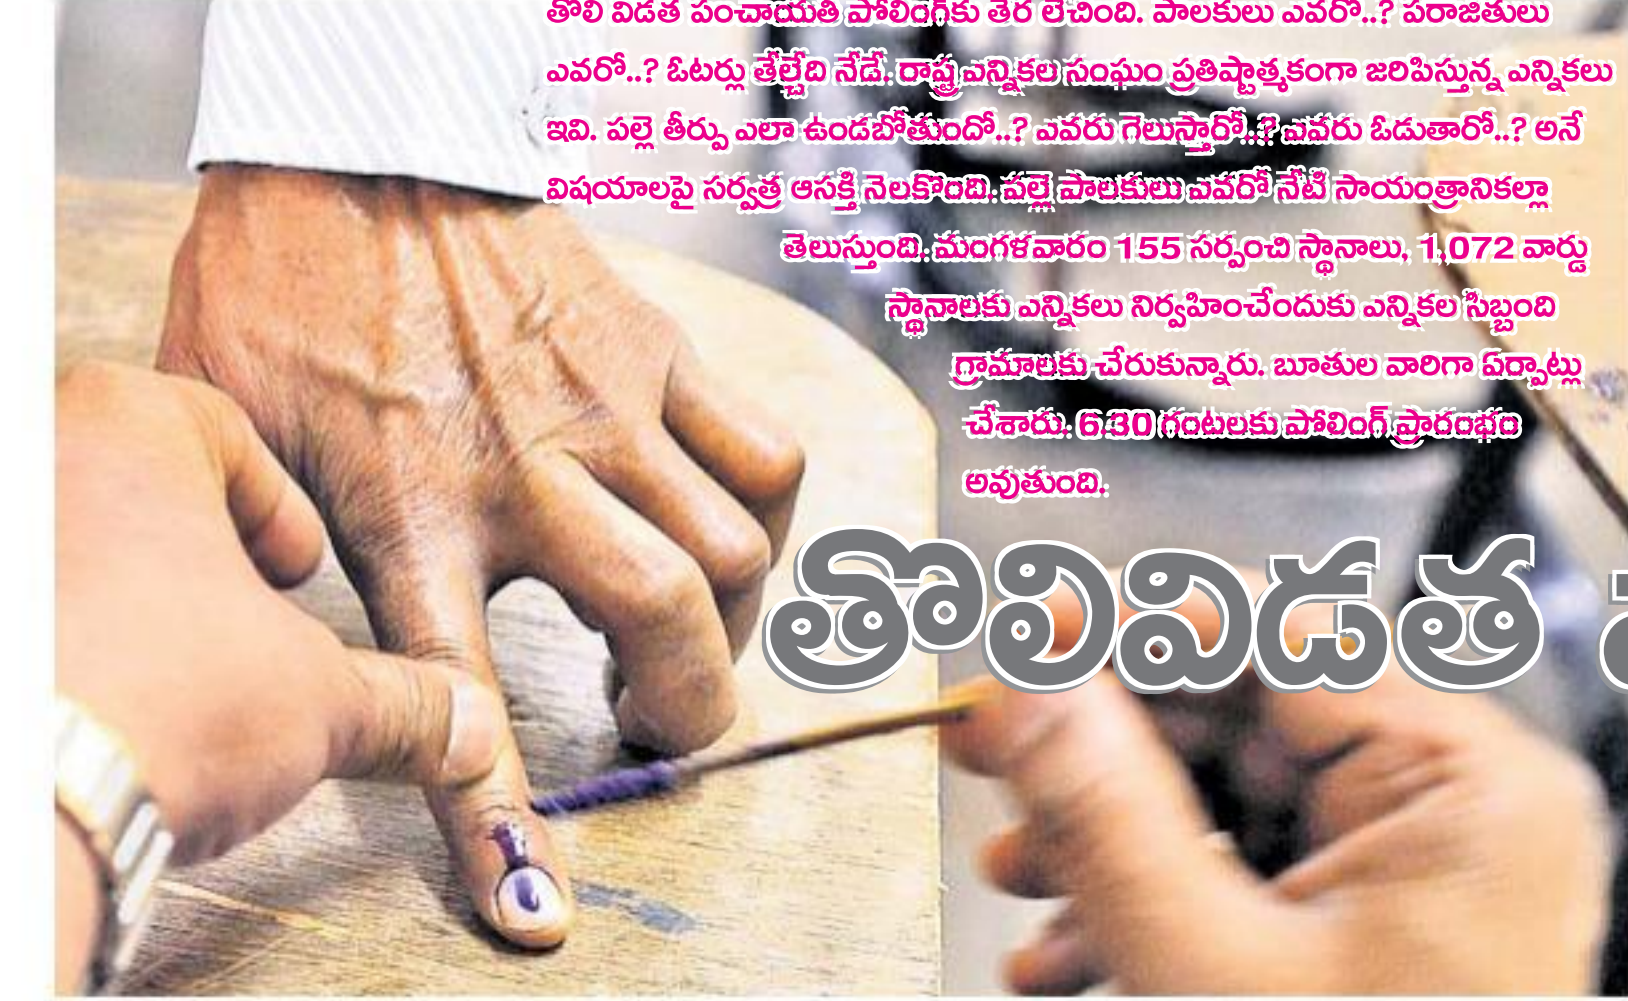 తొలి విడత పంచాయతీ పోలింగ్‌కు తెర లేచింది. పాలకులు ఎవరో..? పరాజితులు
ఎవరో..? ఓటర్లు తేల్చేది నేడే. రాష్ట్ర ఎన్నికల సంఘం ప్రతిష్టాత్మకంగా జరిపిస్తున్న ఎన్నికలు
ఇవి. పల్లె తీర్పు ఎలా ఉండబోతుందో..? ఎవరు గెలుస్తారో..? ఎవరు ఓడుతారో..? అనే
విషయాలపై సర్వత్ర ఆసక్తి నెలకొంది. పల్లె పాలకులు ఎవరో నేటి సాయంత్రానికల్లా
తెలుస్తుంది. మంగళవారం 155 సర్పంచి స్థానాలు, 1,072 వార్డు
స్థానాలకు ఎన్నికలు నిర్వహించేందుకు ఎన్నికల సిబ్బంది
గ్రామాలకు చేరుకున్నారు. బూతుల వారిగా ఏర్పాట్లు
చేశారు. 6.30 గంటలకు పోలింగ్ ప్రారంభం
అవుతుంది.
తొలివిడత